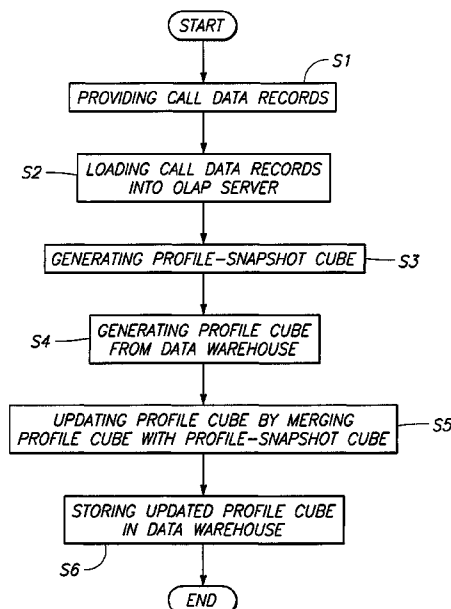 START
S1
PROVIDING CALL DATA RECORDS
S2
LOADING CALL DATA RECORDS
INTO OLAP SERVER
GENERATING PROFILE-SNAPSHOT CUBE
S3
S4
GENERATING PROFILE CUBE
FROM DATA WAREHOUSE
UPDATING PROFILE CUBE BY MERGING
PROFILE CUBE WITH PROFILE-SNAPSHOT CUBE
S5
STORING UPDATED PROFILE CUBE
IN DATA WAREHOUSE
S6
END